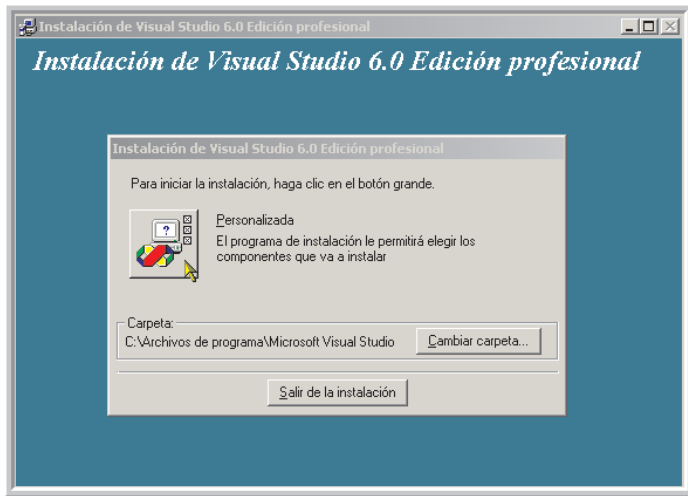 Instalación de Visual Studio 6.0 Edición profesional
Instalación de Visual Studio 6.0 Edición profesional
Instalación de Visual Studio 6.0 Edición profesional
Para iniciar la instalación, haga clic en el botón grande.
?
Personalizada
El programa de instalación le permitirá elegir los
componentes que va a instalar
Carpeta:
C:\Archivos de programa\Microsoft Visual Studio
Cambiar carpeta...
Salir de la instalación